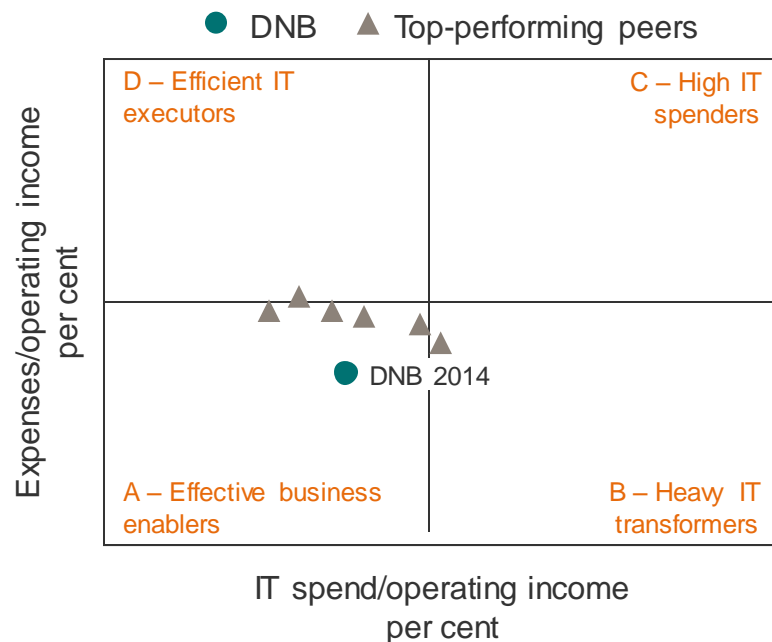 DNB Top-performing peers
D – Efficient IT
executors
C – High IT
spenders
Expenses/operating income
per cent
DNB 2014
A – Effective business
enablers
B – Heavy IT
transformers
IT spend/operating income
per cent